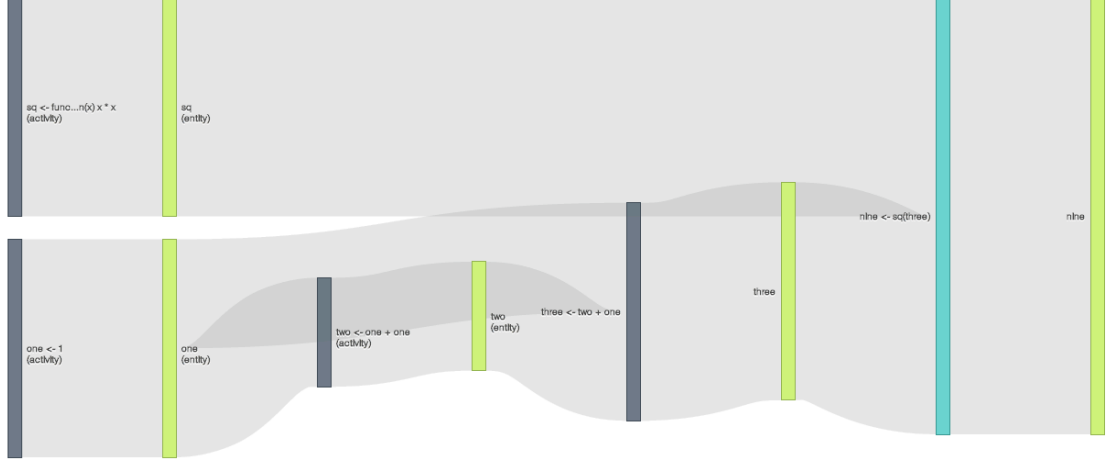 sq <- func...n(x) x * x
(activity)
sq
(entity)
nine <- sq(three)
nine
three
three <- two + one
two
(entity)
two <- one + one
(activity)
one <- 1
(activity)
one
(entity)